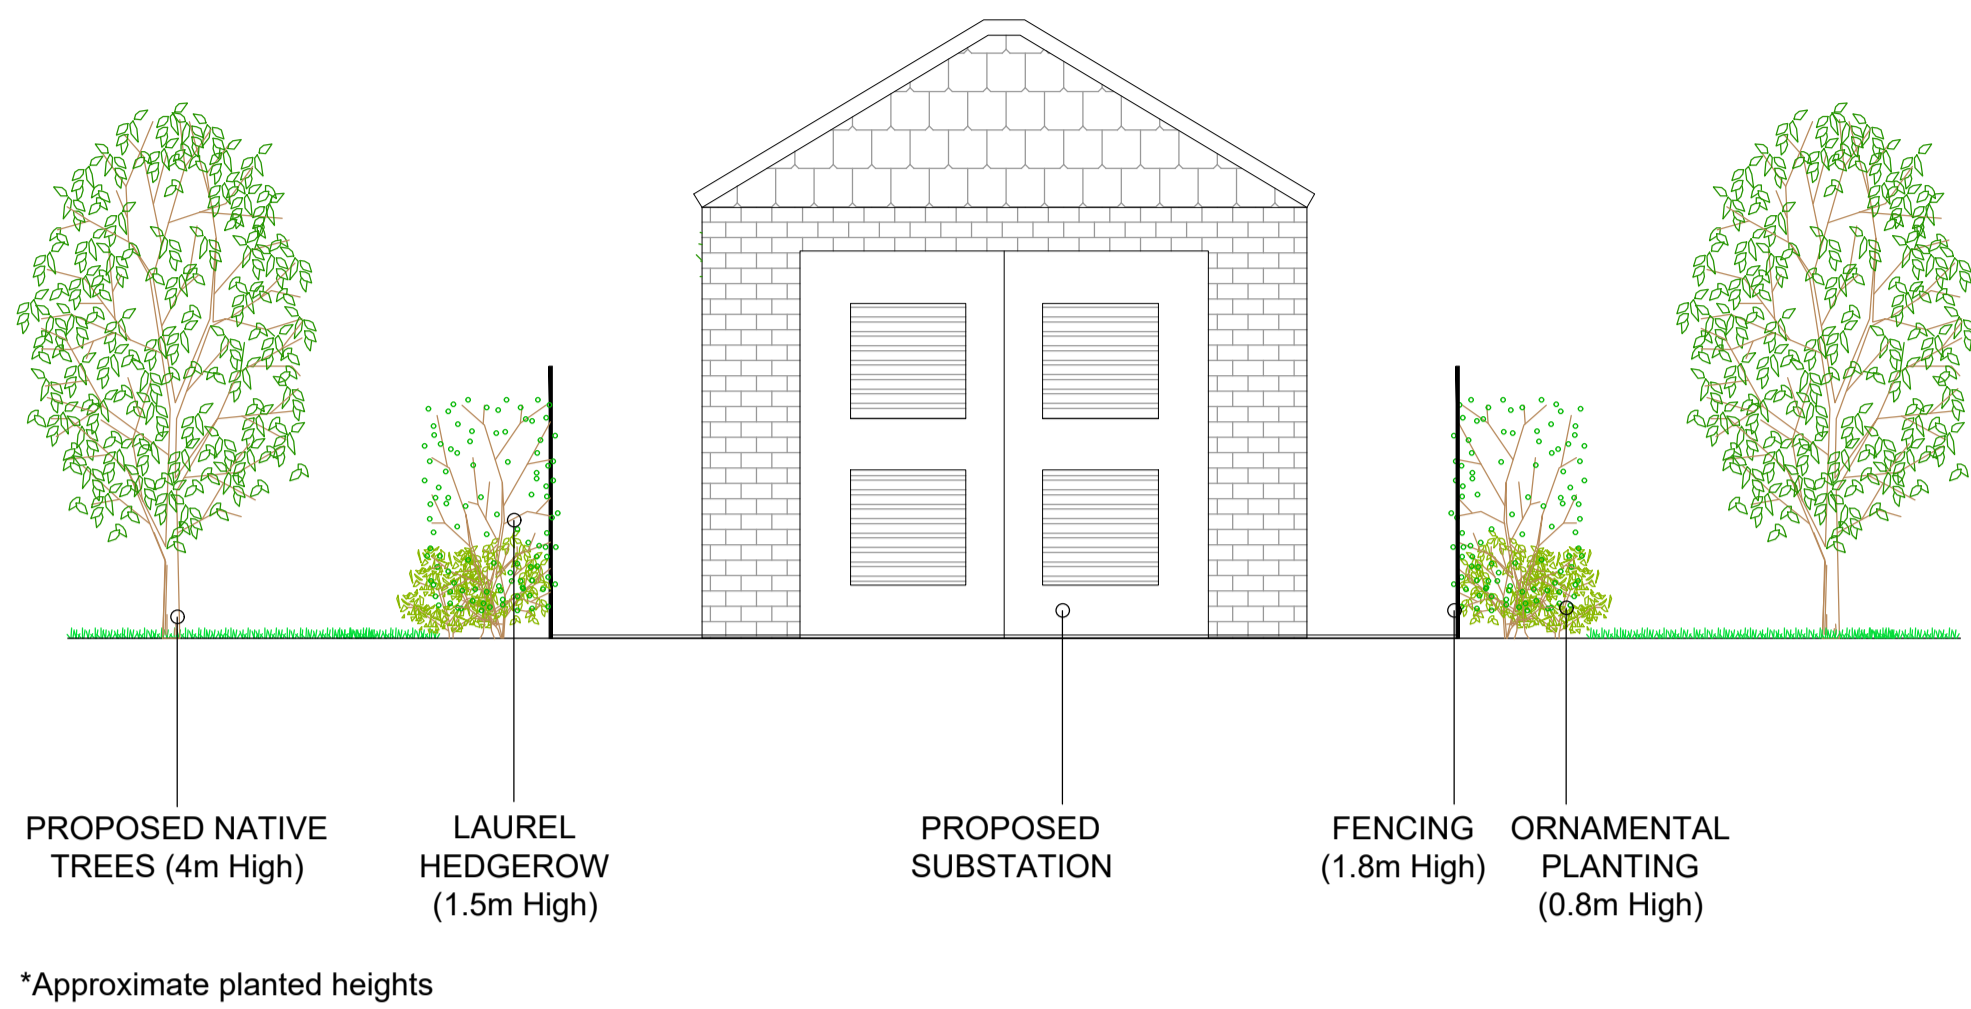 PROPOSED NATIVE
TREES (4m High)
LAUREL
HEDGEROW
(1.5m High)
PROPOSED
SUBSTATION
FENCING
(1.8m High)
ORNAMENTAL
PLANTING
(0.8m High)
*Approximate planted heights